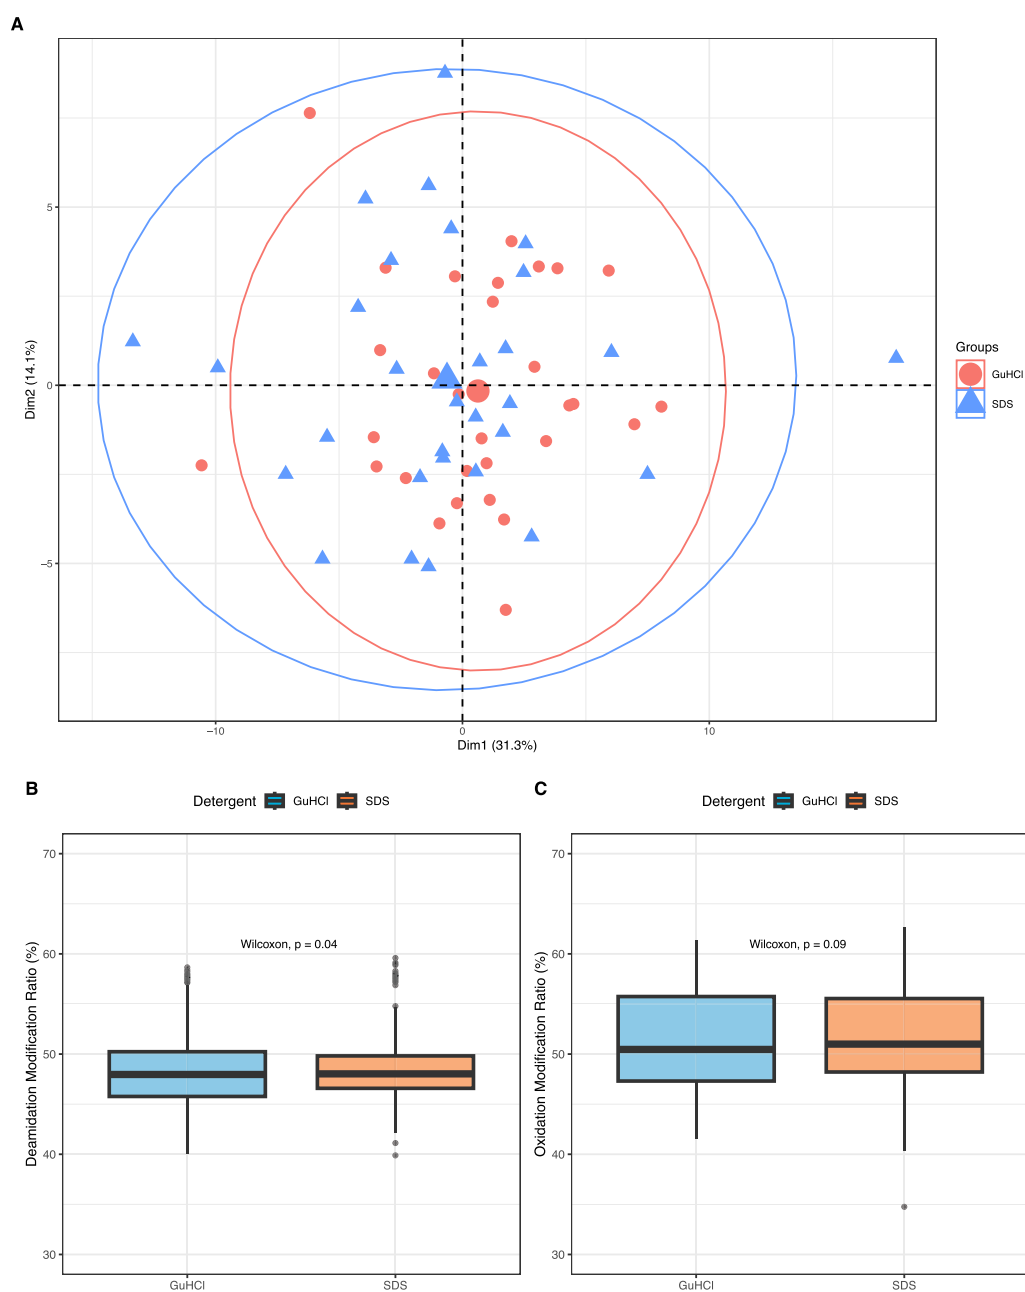 A
Dim2 (14.1%)
5
0
−5
−10
0
10
Dim1 (31.3%)
Groups
GuHCl
SDS
B
Detergent GuHCl SDS
Deamidation Modification Ratio (%)
70
60
50
40
30
Wilcoxon, p = 0.04
GuHCl SDS
C
Detergent GuHCl SDS
Oxidation Modification Ratio (%)
70
60
50
40
30
Wilcoxon, p = 0.09
GuHCl SDS